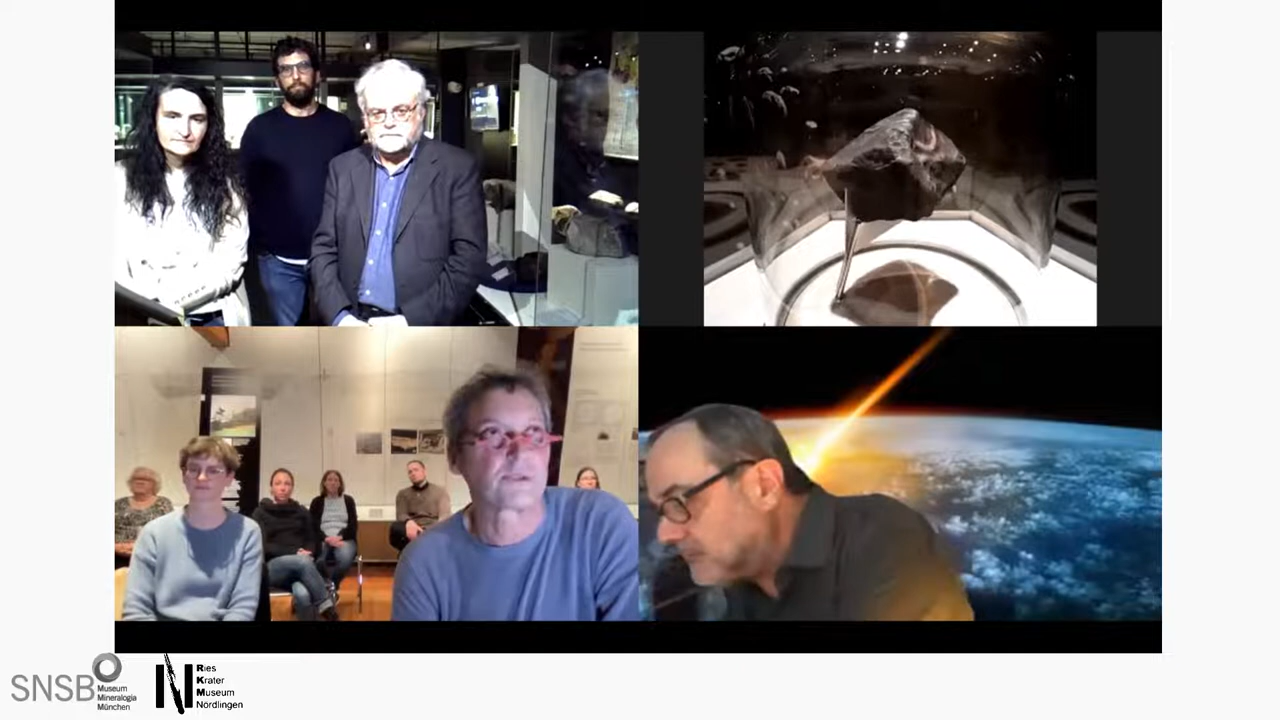 SNSB
Museum
Mineralogia
München
Ries
Krater
Museum
Nördlingen